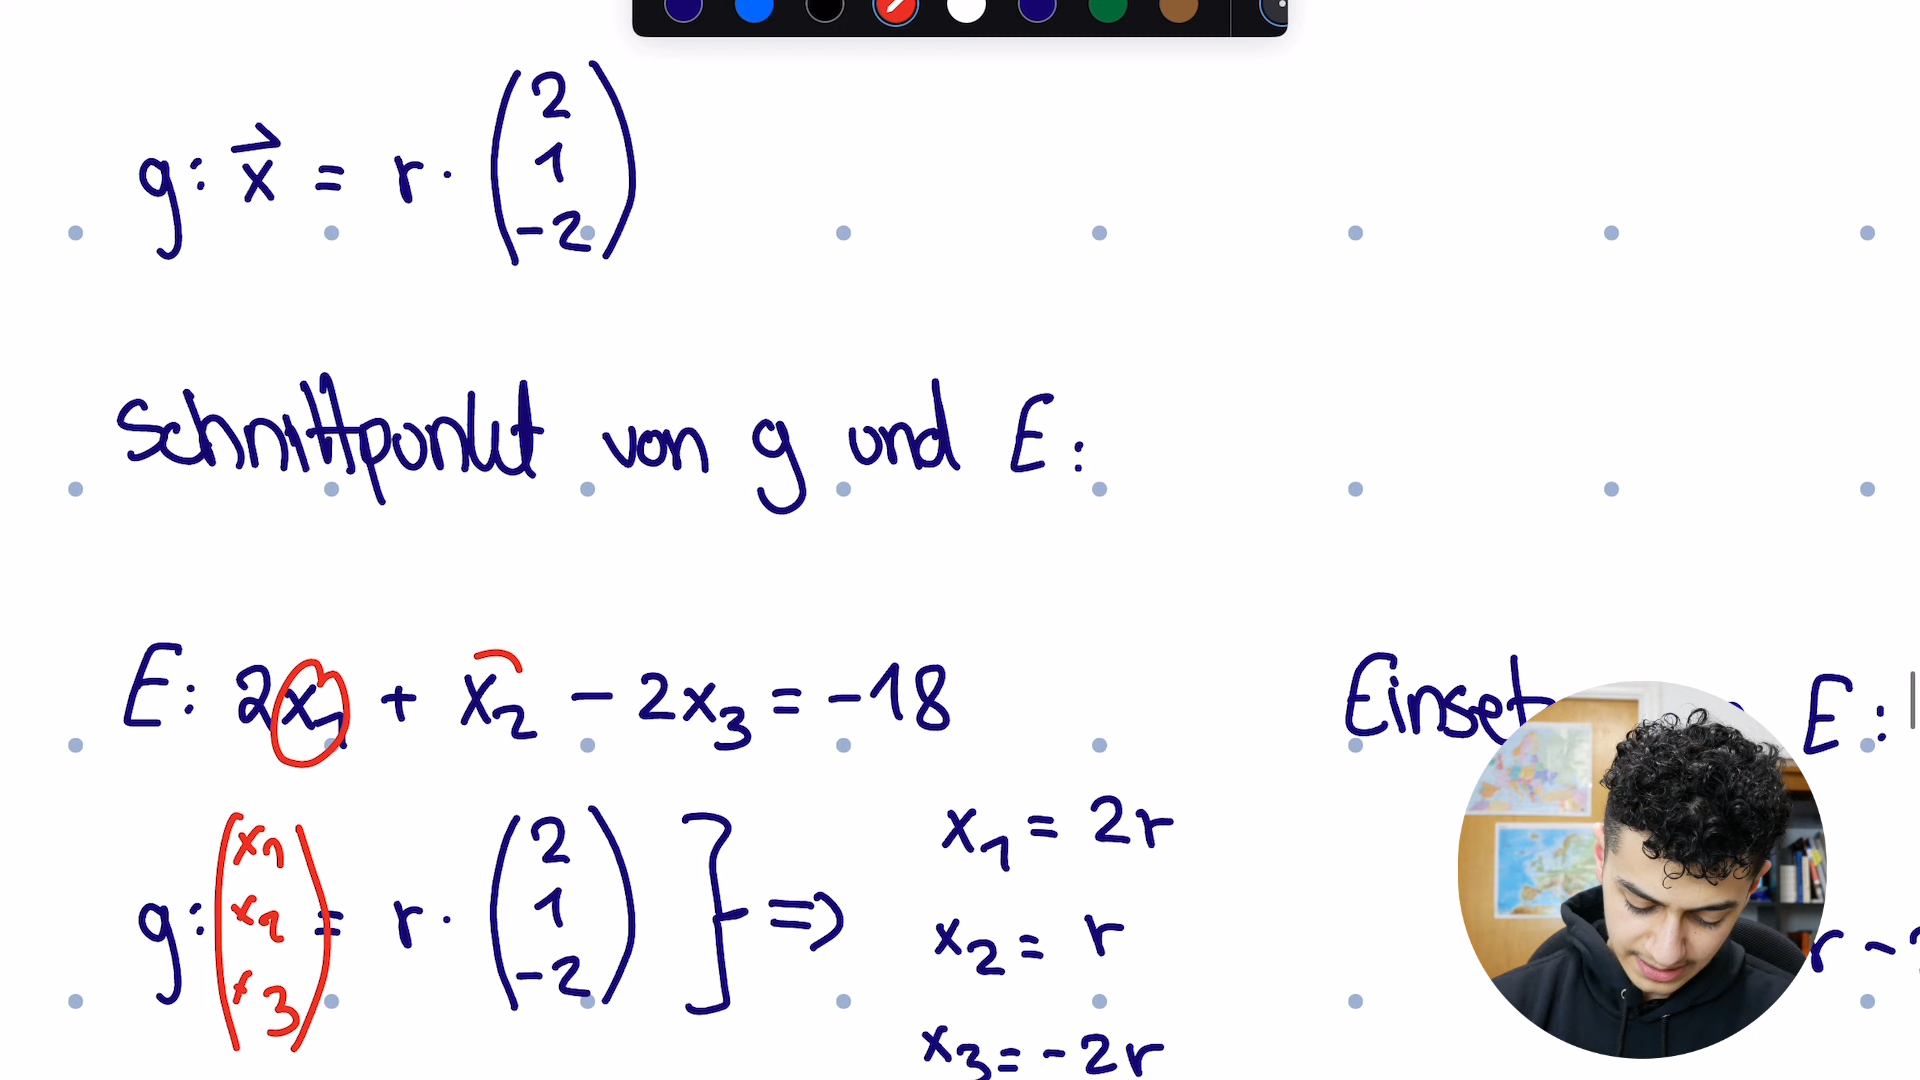 g: x⃗ = r · (2 1 -2)
Schnittpunkt von g und E:
E: 2x₁ + x₂ - 2x₃ = -18
Einset E:
g: (x₁ x₂ x₃) = r · (2 1 -2) } ⇒
x₁ = 2r
x₂ = r
x₃ = -2r
r -